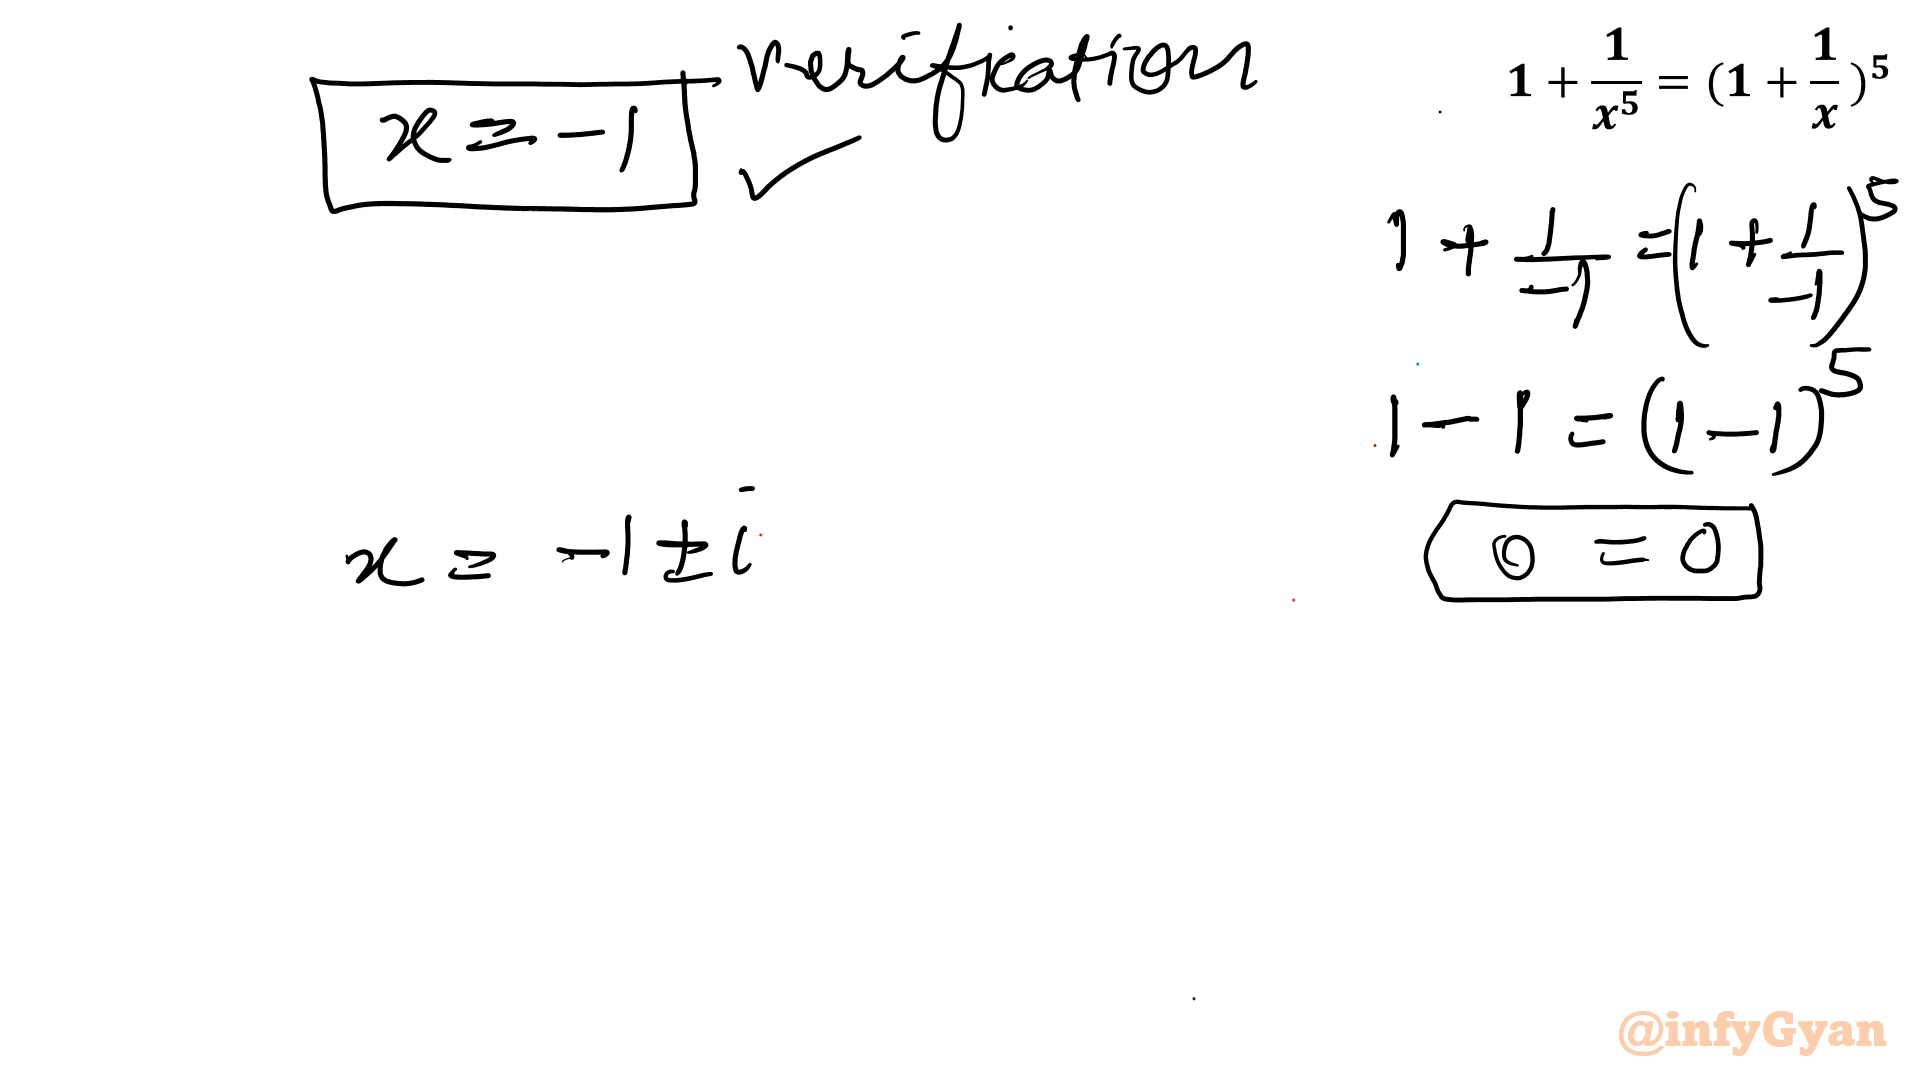 verification
x = -1
1 + 1/x⁵ = (1 + 1/x)⁵
1 + 1/-1 = (1 + 1/-1)⁵
1 - 1 = (1 - 1)⁵
0 = 0
x = -1 ± i
@infyGyan